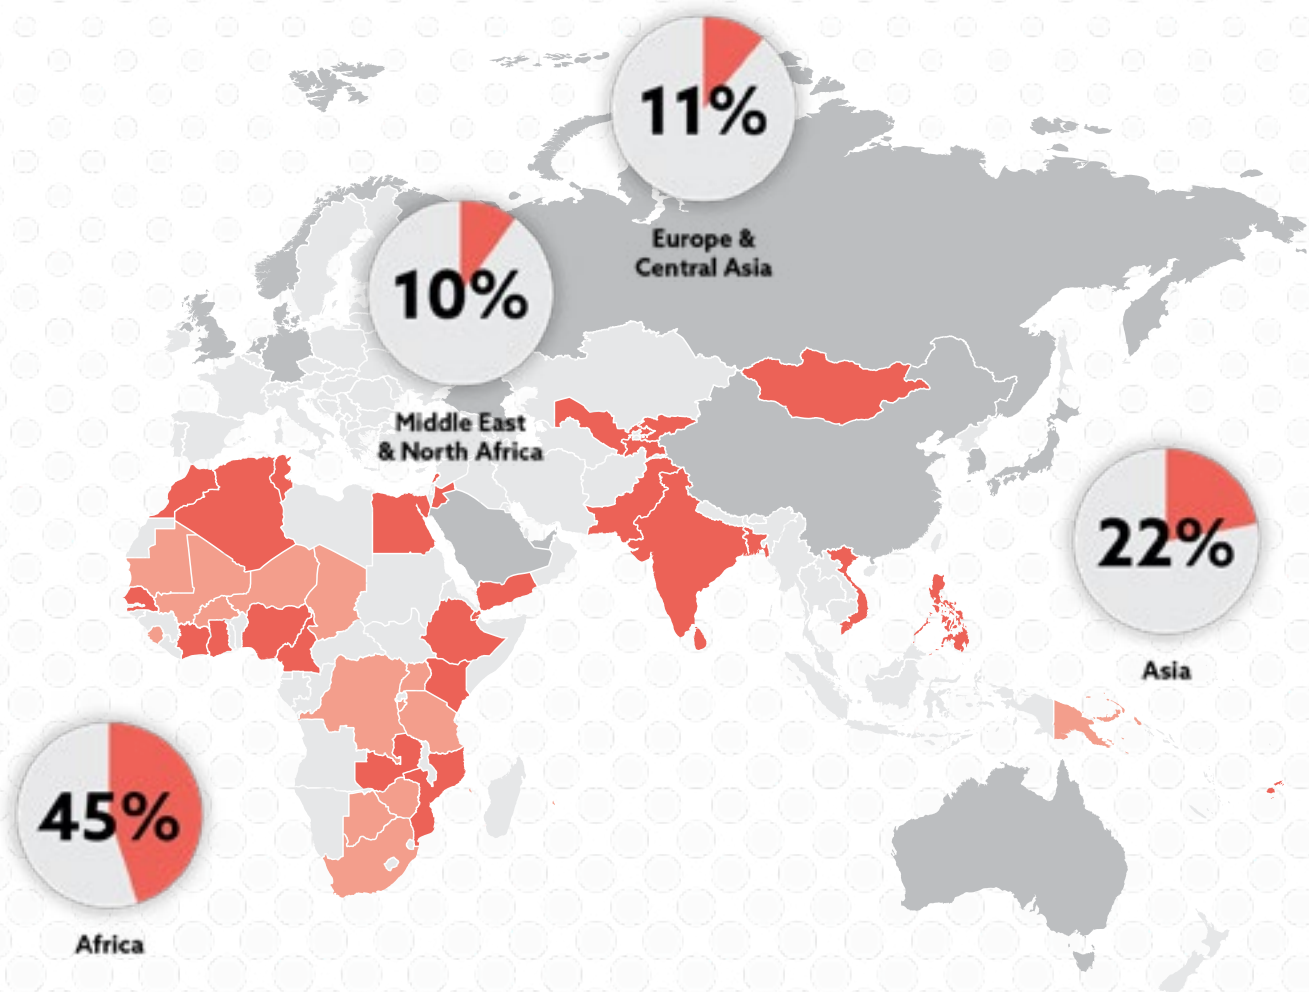 11%
Europe &
Central Asia
10%
Middle East
& North Africa
22%
Asia
45%
Africa